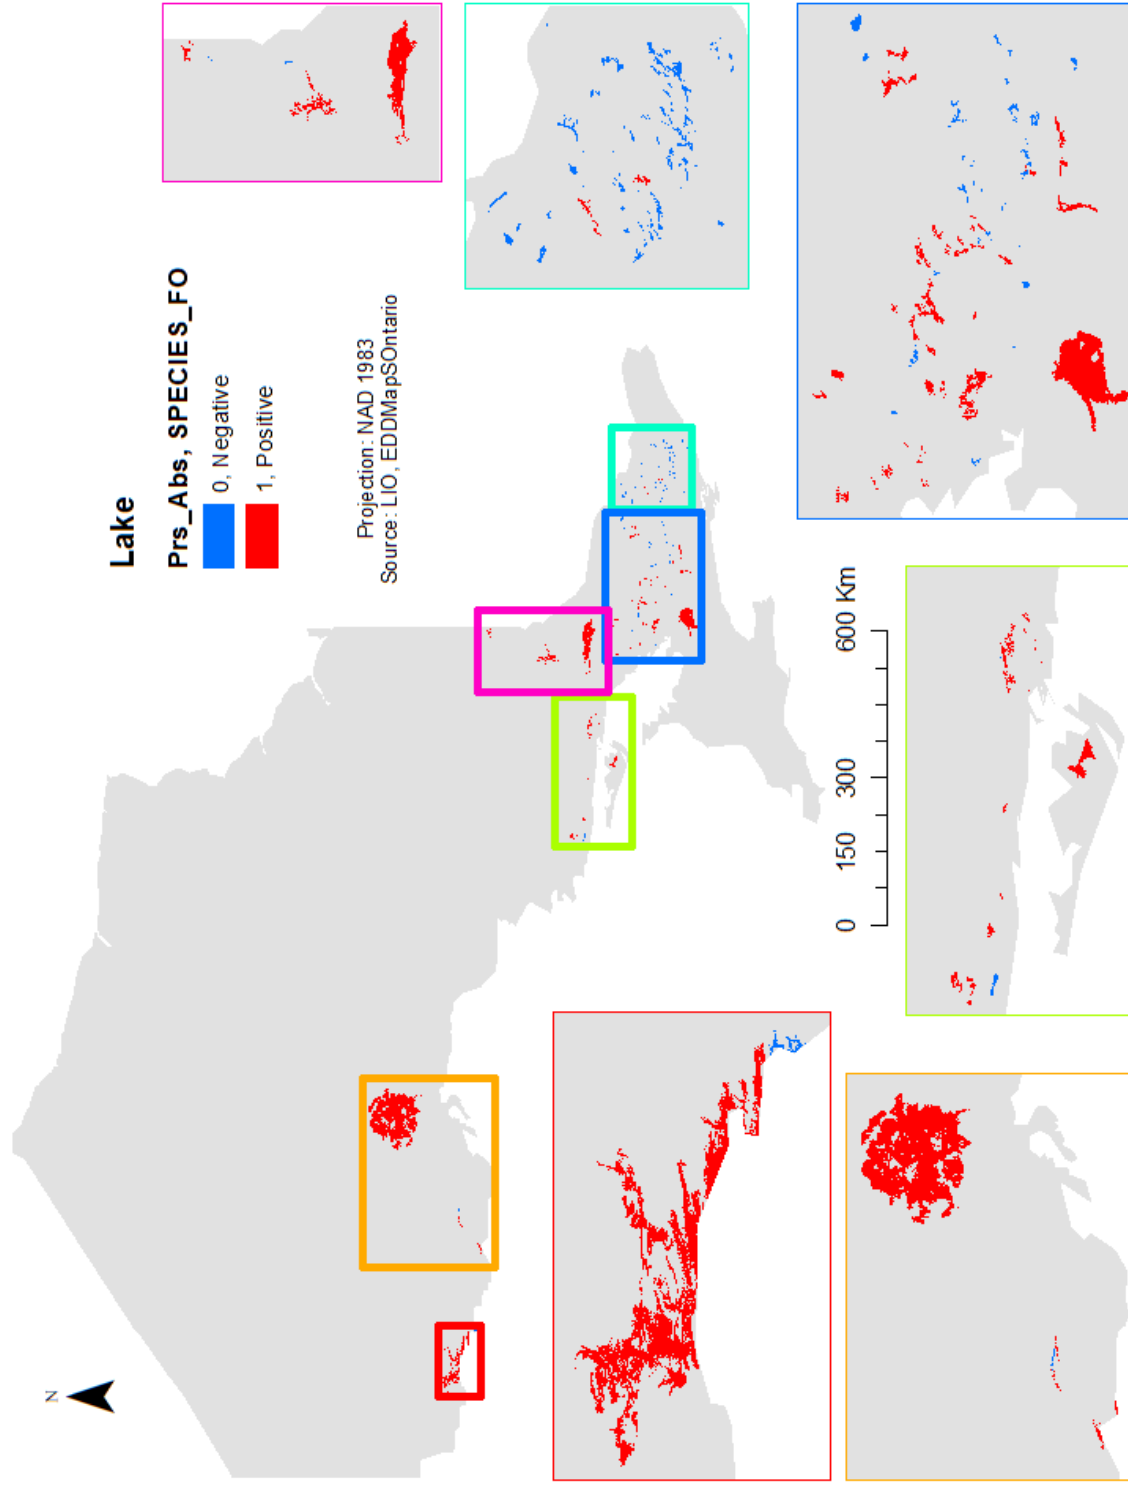 N
Lake
Prs_Abs, SPECIES_FO
0, Negative
1, Positive
Projection: NAD 1983
Source: LIO, EDDMapSOntario
0 150 300 600 Km